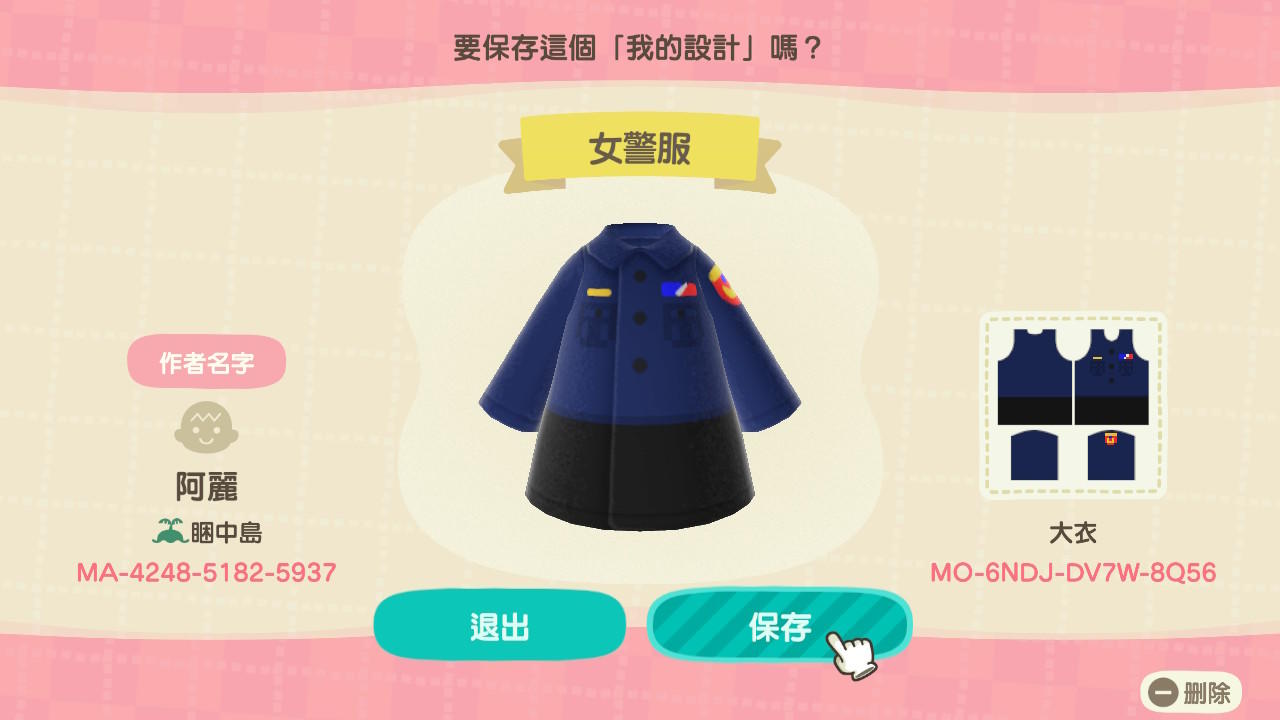 要保存這個「我的設計」嗎？
女警服
作者名字
阿麗
睏中島
MA-4248-5182-5937
大衣
MO-6NDJ-DV7W-8Q56
退出
保存
刪除